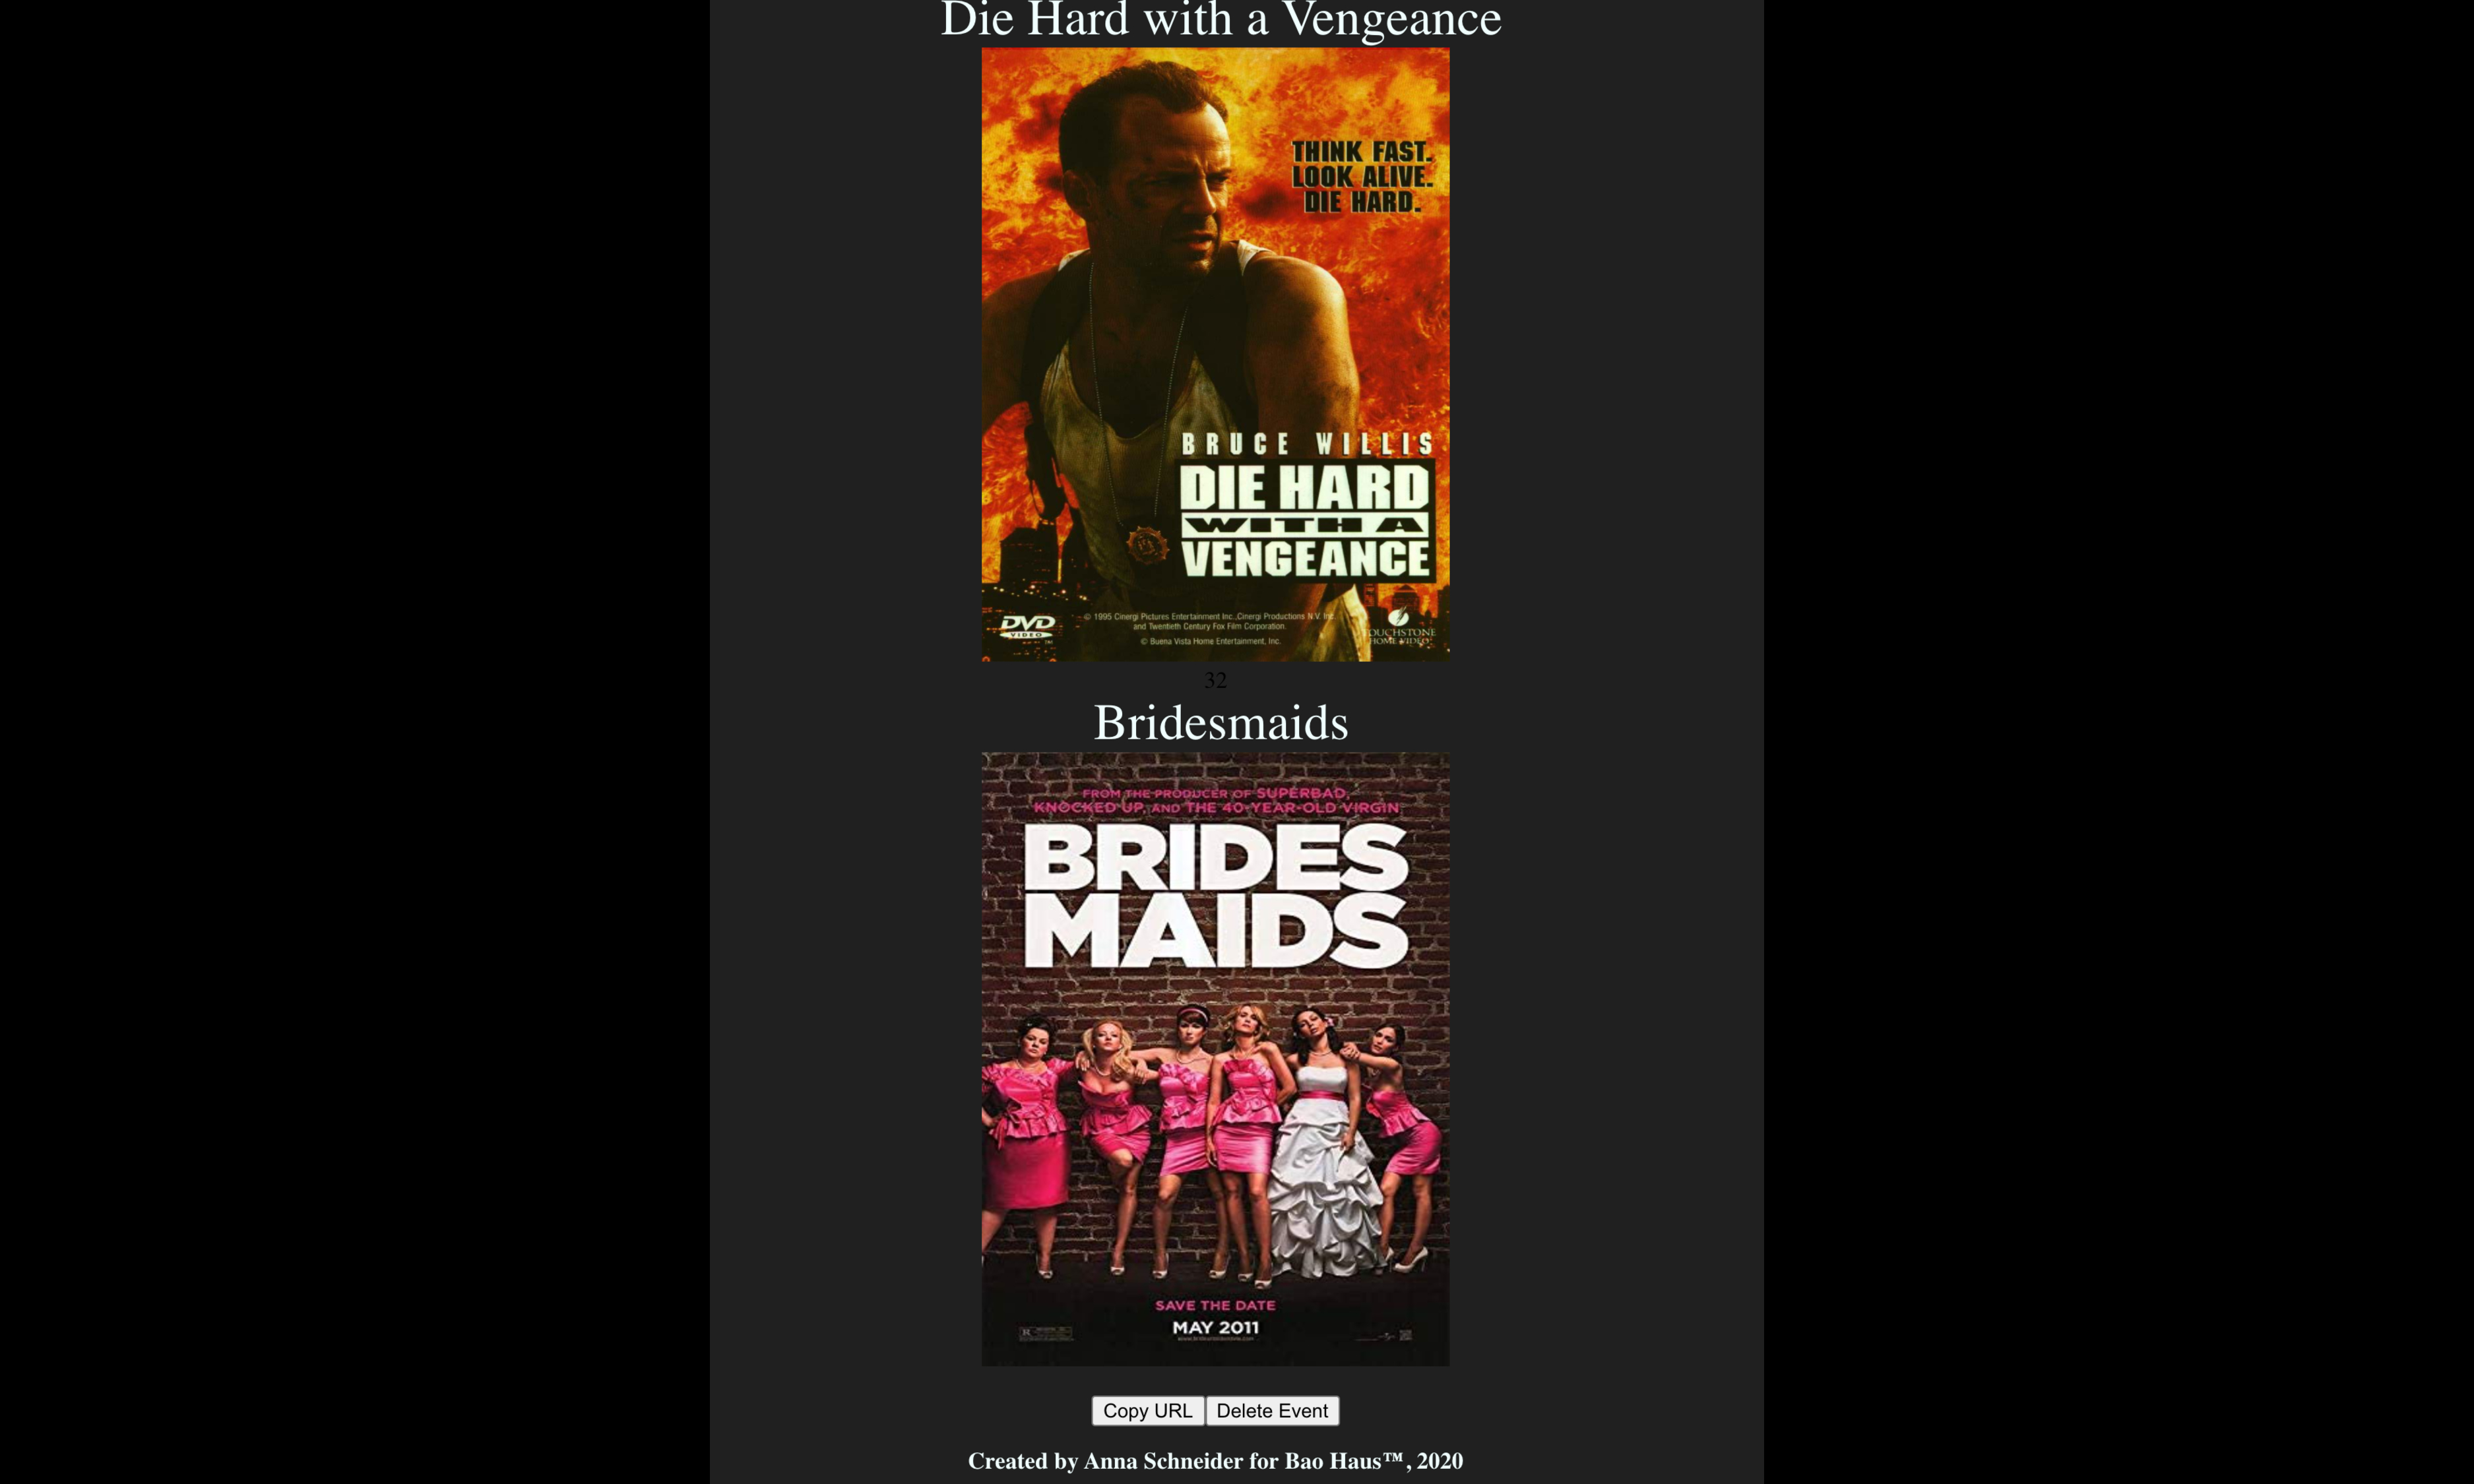 Die Hard with a Vengeance
THINK FAST.
LOOK ALIVE.
DIE HARD.
BRUCE WILLIS
DIE HARD
WITH A
VENGEANCE
DVD
VIDEO
© 1995 Cinergi Pictures Entertainment Inc., Cinergi Productions N.V. Inc.
and Twentieth Century Fox Film Corporation.
© Buena Vista Home Entertainment, Inc.
TOUCHSTONE
HOME VIDEO
32
Bridesmaids
FROM THE PRODUCER OF SUPERBAD,
KNOCKED UP, AND THE 40-YEAR-OLD VIRGIN
BRIDES
MAIDS
SAVE THE DATE
MAY 2011
R
Copy URL Delete Event
Created by Anna Schneider for Bao Haus™, 2020